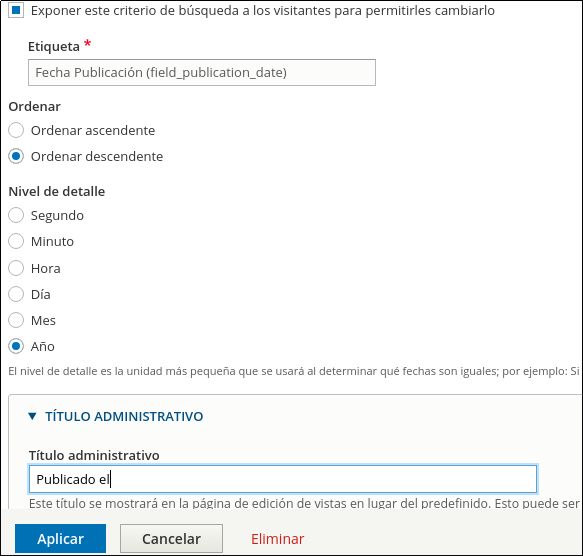 Exponer este criterio de búsqueda a los visitantes para permitirles cambiarlo
Etiqueta *
Fecha Publicación (field_publication_date)
Ordenar
Ordenar ascendente
Ordenar descendente
Nivel de detalle
Segundo
Minuto
Hora
Día
Mes
Año
El nivel de detalle es la unidad más pequeña que se usará al determinar qué fechas son iguales; por ejemplo: Si
TÍTULO ADMINISTRATIVO
Título administrativo
Publicado el
Este título se mostrará en la página de edición de vistas en lugar del predefinido. Esto puede ser
Aplicar
Cancelar
Eliminar